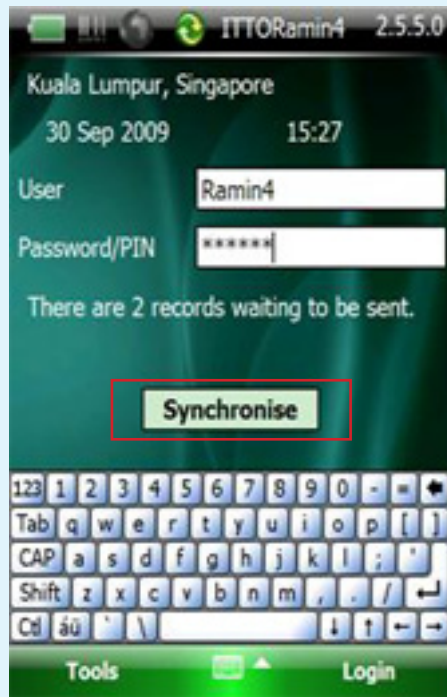 ITTORamin4 2.5.5.0
Kuala Lumpur, Singapore
30 Sep 2009 15:27
User Ramin4
Password/PIN ******
There are 2 records waiting to be sent.
Synchronise
123 1 2 3 4 5 6 7 8 9 0 - =
Tab q w e r t y u i o p [ ]
CAP a s d f g h j k l ; '
Shift z x c v b n m , . /
Ctl áü ` \
Tools Login